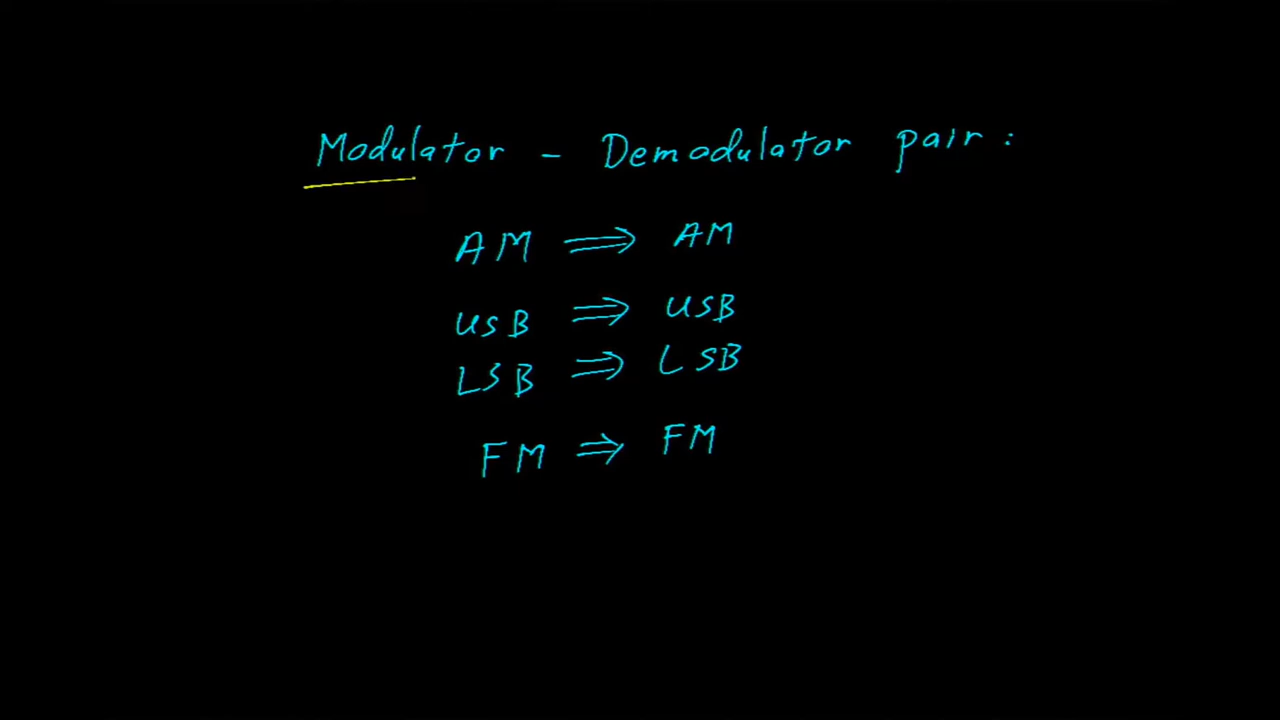 Modulator - Demodulator pair :
AM ⇒ AM
USB ⇒ USB
LSB ⇒ LSB
FM ⇒ FM